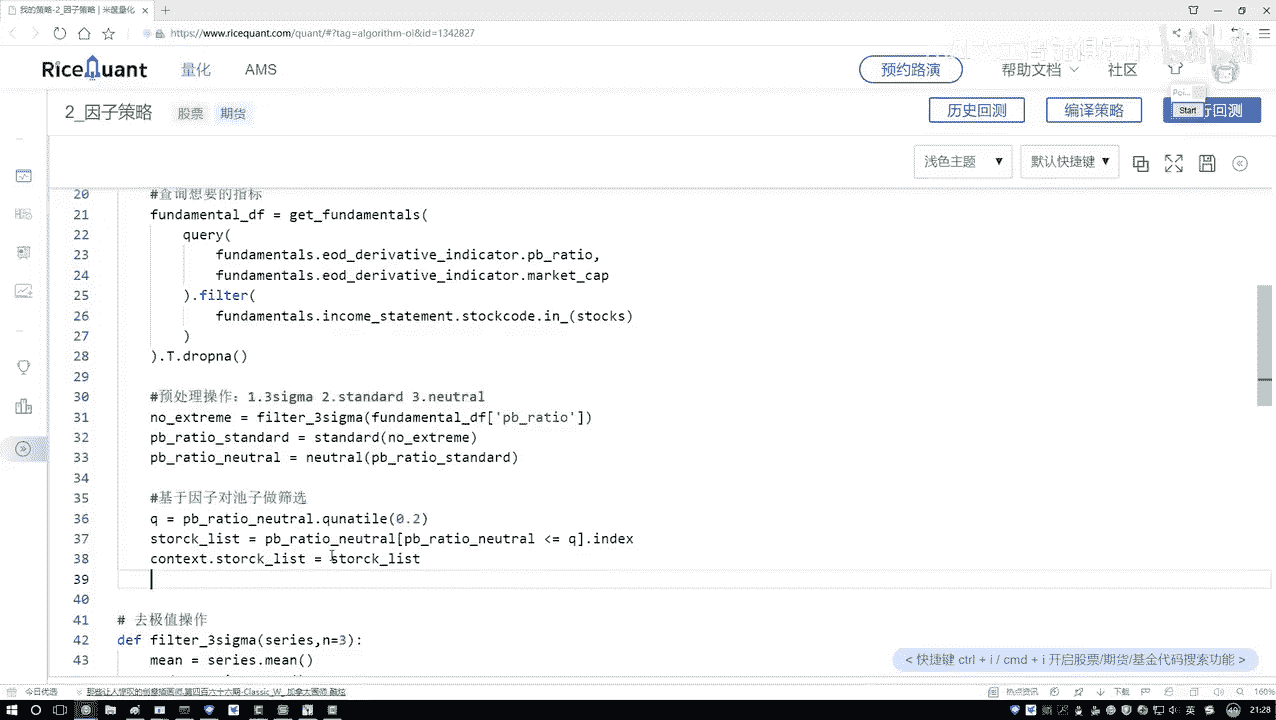 我的策略-2_因子策略 | 米筐量化
https://www.ricequant.com/quant/#?tag=algorithm-oi&id=1342827
RiceQuant 量化 AMS 预约路演 帮助文档 社区
2_因子策略 股票 期货 历史回测 编译策略 行回测
Start
浅色主题 ▼ 默认快捷键 ▼
20 #查询想要的指标
21 fundamental_df = get_fundamentals(
22 query(
23 fundamentals.eod_derivative_indicator.pb_ratio,
24 fundamentals.eod_derivative_indicator.market_cap
25 ).filter(
26 fundamentals.income_statement.stockcode.in_(stocks)
27 )
28 ).T.dropna()
29
30 #预处理操作：1.3sigma 2.standard 3.neutral
31 no_extreme = filter_3sigma(fundamental_df['pb_ratio'])
32 pb_ratio_standard = standard(no_extreme)
33 pb_ratio_neutral = neutral(pb_ratio_standard)
34
35 #基于因子对池子做筛选
36 q = pb_ratio_neutral.qunatile(0.2)
37 storck_list = pb_ratio_neutral[pb_ratio_neutral <= q].index
38 context.storck_list = storck_list
39
40
41 # 去极值操作
42 def filter_3sigma(series,n=3):
43 mean = series.mean()
< 快捷键 ctrl + i / cmd + i 开启股票/期货/基金代码搜索功能 >
今日优选 热点资讯 下载 160%
英 21:28